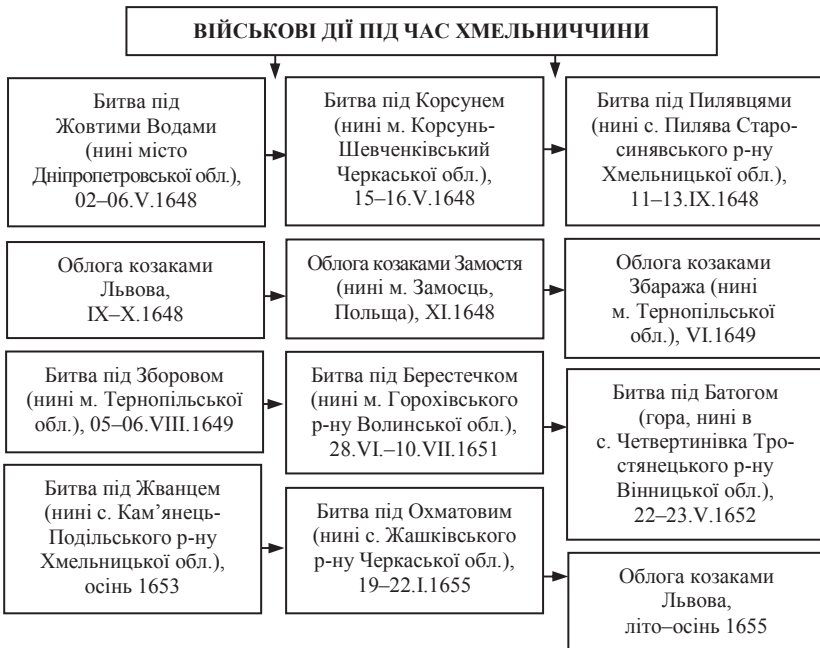 ВІЙСЬКОВІ ДІЇ ПІД ЧАС ХМЕЛЬНИЧЧИНИ
Битва під
Жовтими Водами
(нині місто
Дніпропетровської обл.),
02–06.V.1648
Битва під Корсунем
(нині м. Корсунь-
Шевченківський
Черкаської обл.),
15–16.V.1648
Битва під Пилявцями
(нині с. Пилява Старо-
синявського р-ну
Хмельницької обл.),
11–13.IX.1648
Облога козаками
Львова,
IX–X.1648
Облога козаками Замостя
(нині м. Замосць,
Польща), XI.1648
Облога козаками
Збаража (нині
м. Тернопільської
обл.), VI.1649
Битва під Зборовом
(нині м. Тернопільської
обл.), 05–06.VIII.1649
Битва під Берестечком
(нині м. Горохівського
р-ну Волинської обл.),
28.VI.–10.VII.1651
Битва під Батогом
(гора, нині в
с. Четвертинівка Тро-
стянецького р-ну
Вінницької обл.),
22–23.V.1652
Битва під Жванцем
(нині с. Кам’янець-
Подільського р-ну
Хмельницької обл.),
осінь 1653
Битва під Охматовим
(нині с. Жашківського
р-ну Черкаської обл.),
19–22.I.1655
Облога козаками
Львова,
літо–осінь 1655